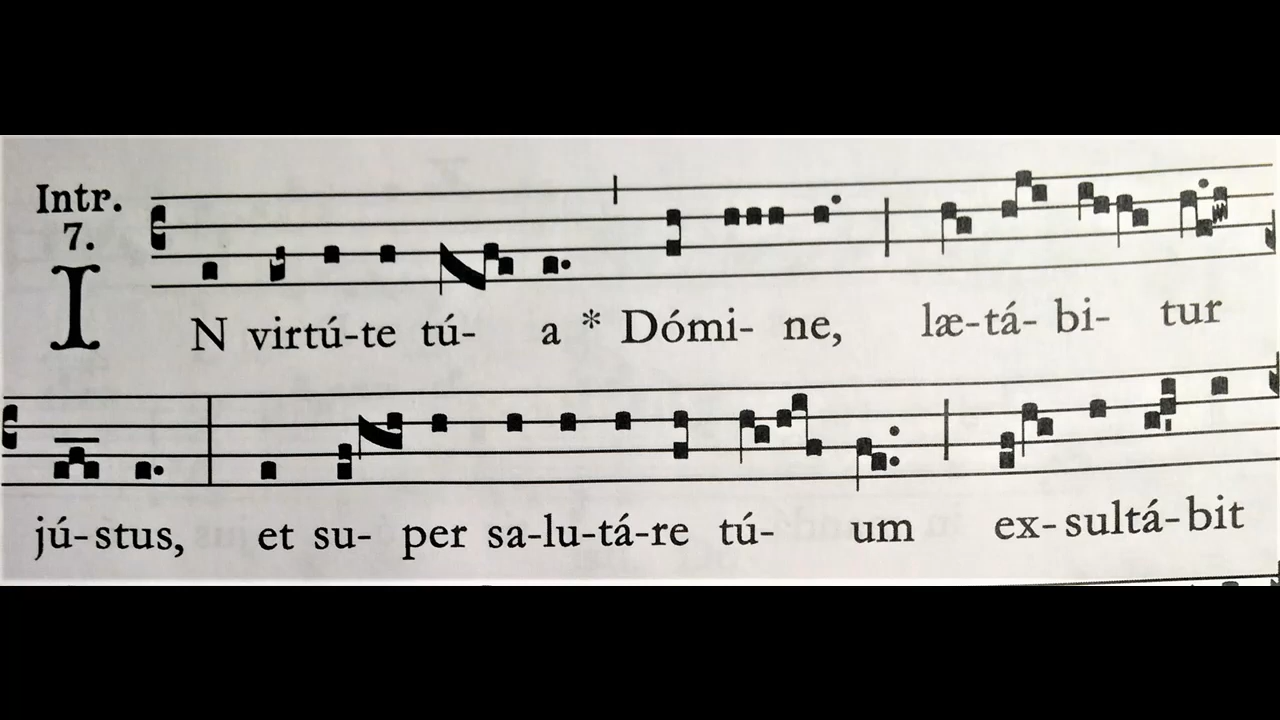 Intr.
7.
IN virtú-te tú- a * Dómi- ne, læ-tá- bi- tur
jú-stus, et su- per sa-lu-tá-re tú- um ex-sultá-bit